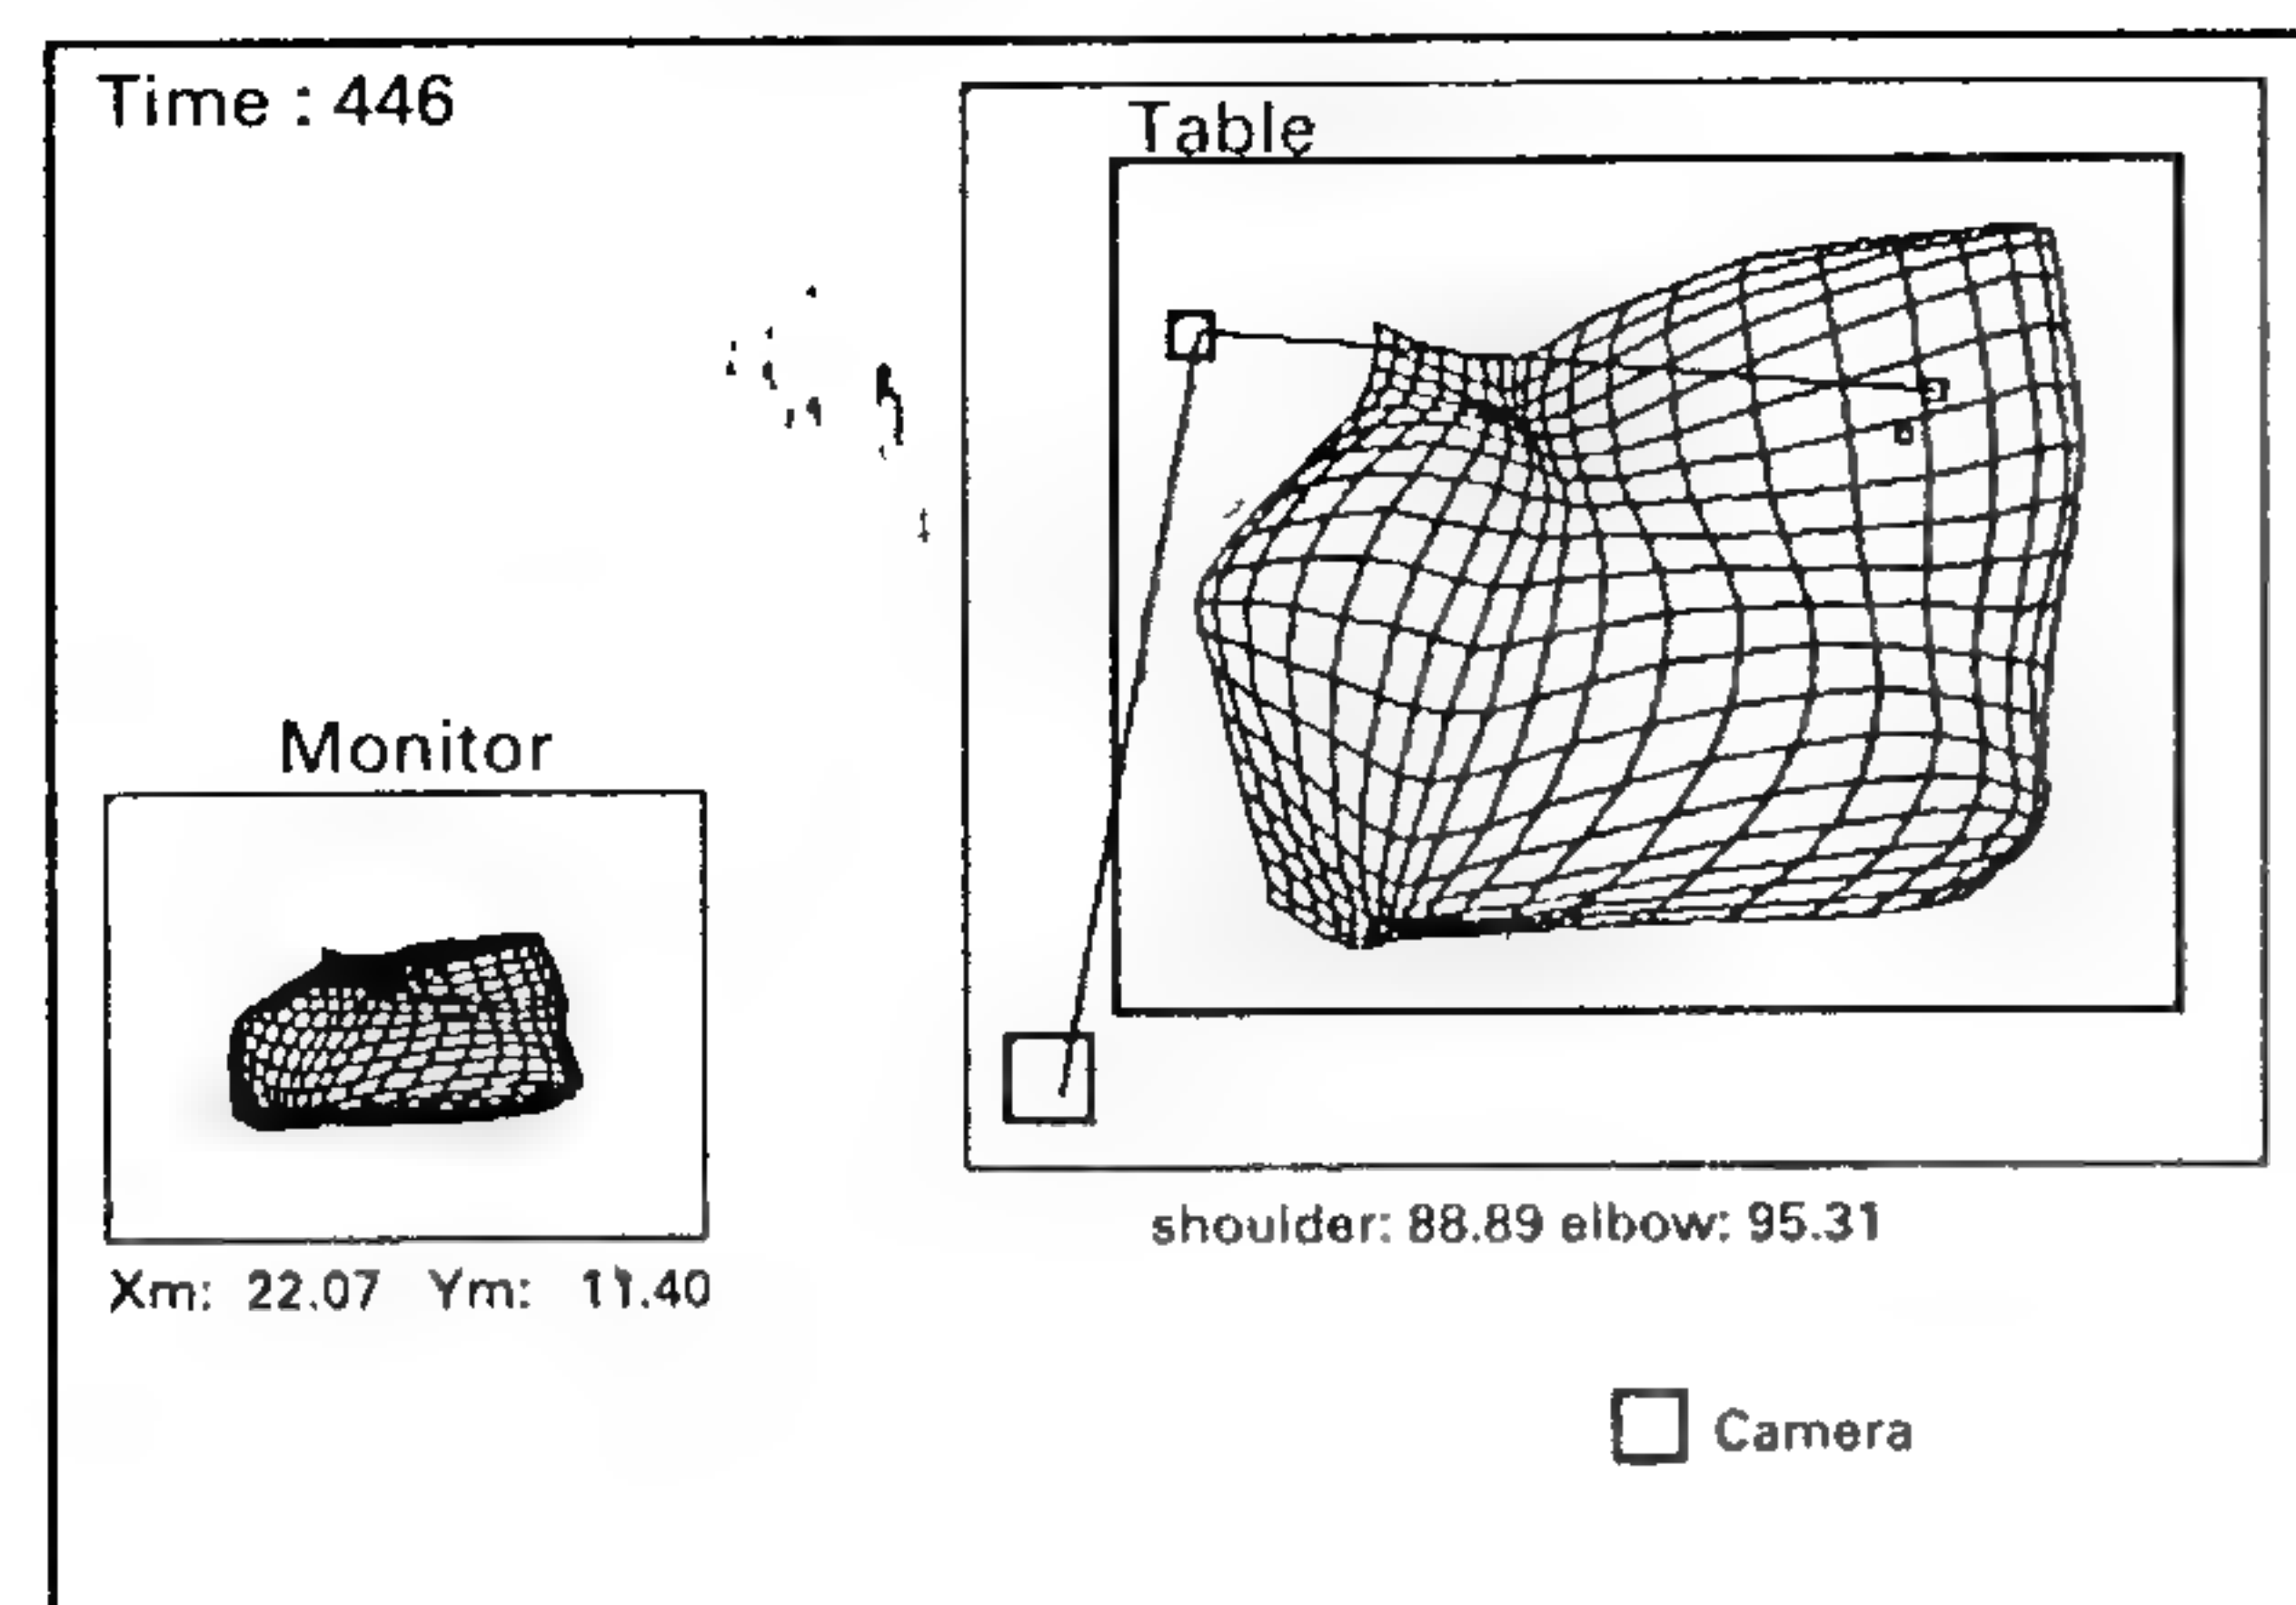 Time : 446
Table
Monitor
shoulder: 88.89 elbow: 95.31
Xm: 22.07 Ym: 11.40
Camera